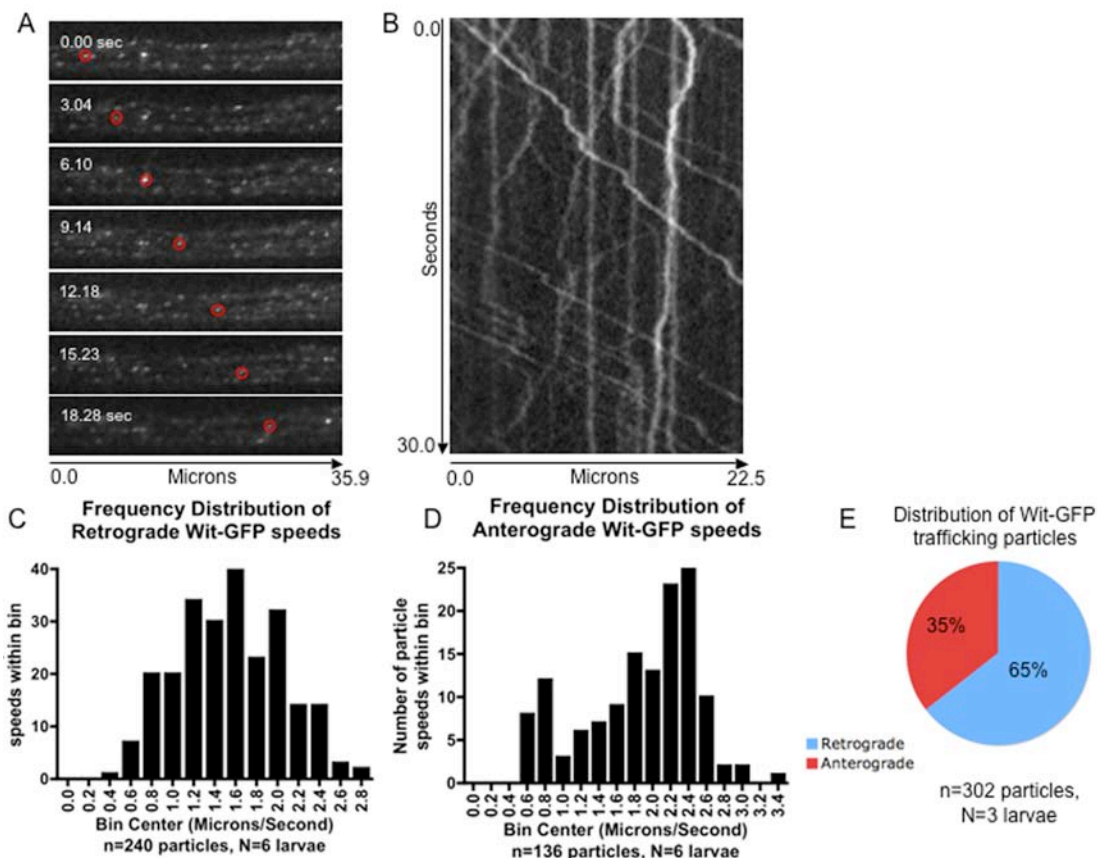 A
0.00 sec
3.04
6.10
9.14
12.18
15.23
18.28 sec
0.0 Microns 35.9
B
0.0
Seconds
30.0
0.0 Microns 22.5
C
Frequency Distribution of
Retrograde Wit-GFP speeds
speeds within bin
40
30
20
10
0
0.0 0.2 0.4 0.6 0.8 1.0 1.2 1.4 1.6 1.8 2.0 2.2 2.4 2.6 2.8
Bin Center (Microns/Second)
n=240 particles, N=6 larvae
D
Frequency Distribution of
Anterograde Wit-GFP speeds
Number of particle
speeds within bin
25
20
15
10
5
0
0.0 0.2 0.4 0.6 0.8 1.0 1.2 1.4 1.6 1.8 2.0 2.2 2.4 2.6 2.8 3.0 3.2 3.4
Bin Center (Microns/Second)
n=136 particles, N=6 larvae
E
Distribution of Wit-GFP
trafficking particles
35%
65%
Retrograde
Anterograde
n=302 particles,
N=3 larvae